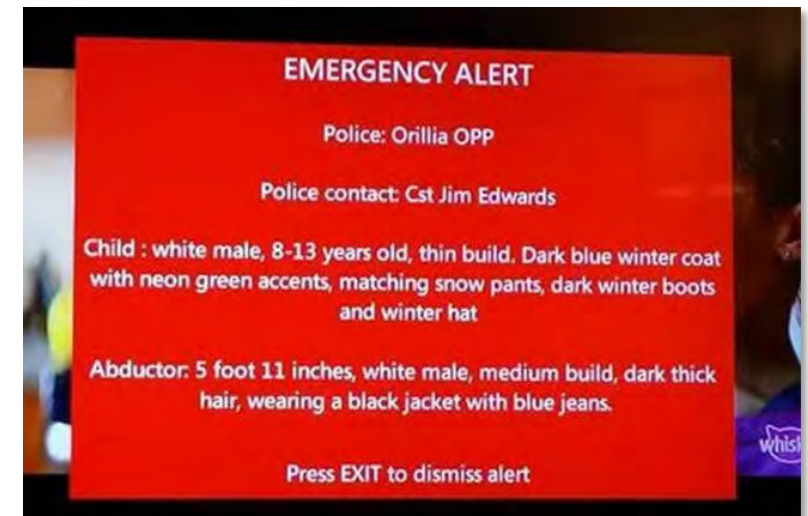 EMERGENCY ALERT
Police: Orillia OPP
Police contact: Cst Jim Edwards
Child : white male, 8-13 years old, thin build. Dark blue winter coat
with neon green accents, matching snow pants, dark winter boots
and winter hat
Abductor: 5 foot 11 inches, white male, medium build, dark thick
hair, wearing a black jacket with blue jeans.
Press EXIT to dismiss alert